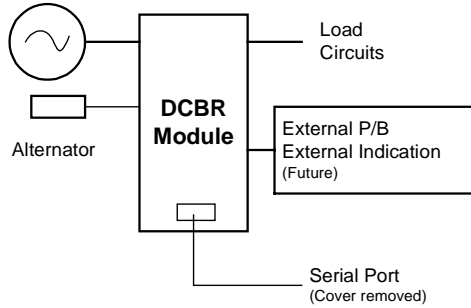 Load
Circuits
DCBR
Module
Alternator
External P/B
External Indication
(Future)
Serial Port
(Cover removed)